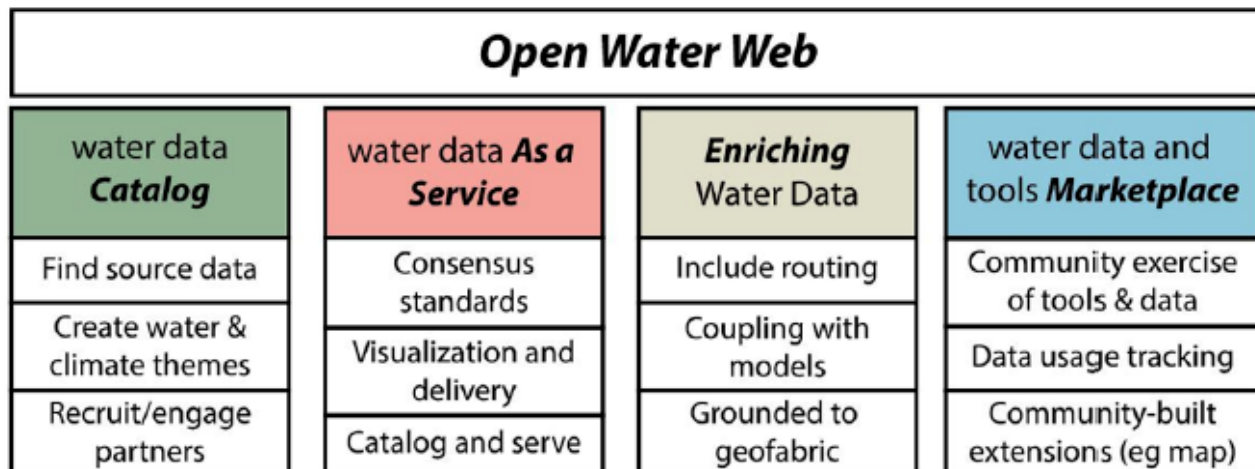 Open Water Web
water data
Catalog
Find source data
Create water &
climate themes
Recruit/engage
partners
water data As a
Service
Consensus
standards
Visualization and
delivery
Catalog and serve
Enriching
Water Data
Include routing
Coupling with
models
Grounded to
geofabric
water data and
tools Marketplace
Community exercise
of tools & data
Data usage tracking
Community-built
extensions (eg map)